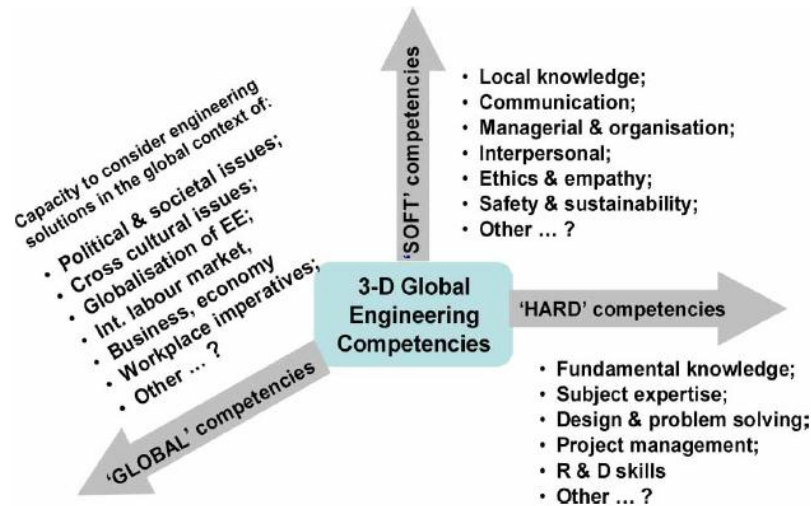 Capacity to consider engineering
solutions in the global context of:
• Political & societal issues;
• Cross cultural issues;
• Globalisation of EE;
• Int. labour market,
• Business, economy
• Workplace imperatives;
• Other … ?
'GLOBAL' competencies
'SOFT' competencies
• Local knowledge;
• Communication;
• Managerial & organisation;
• Interpersonal;
• Ethics & empathy;
• Safety & sustainability;
• Other … ?
3-D Global
Engineering
Competencies
'HARD' competencies
• Fundamental knowledge;
• Subject expertise;
• Design & problem solving;
• Project management;
• R & D skills
• Other … ?